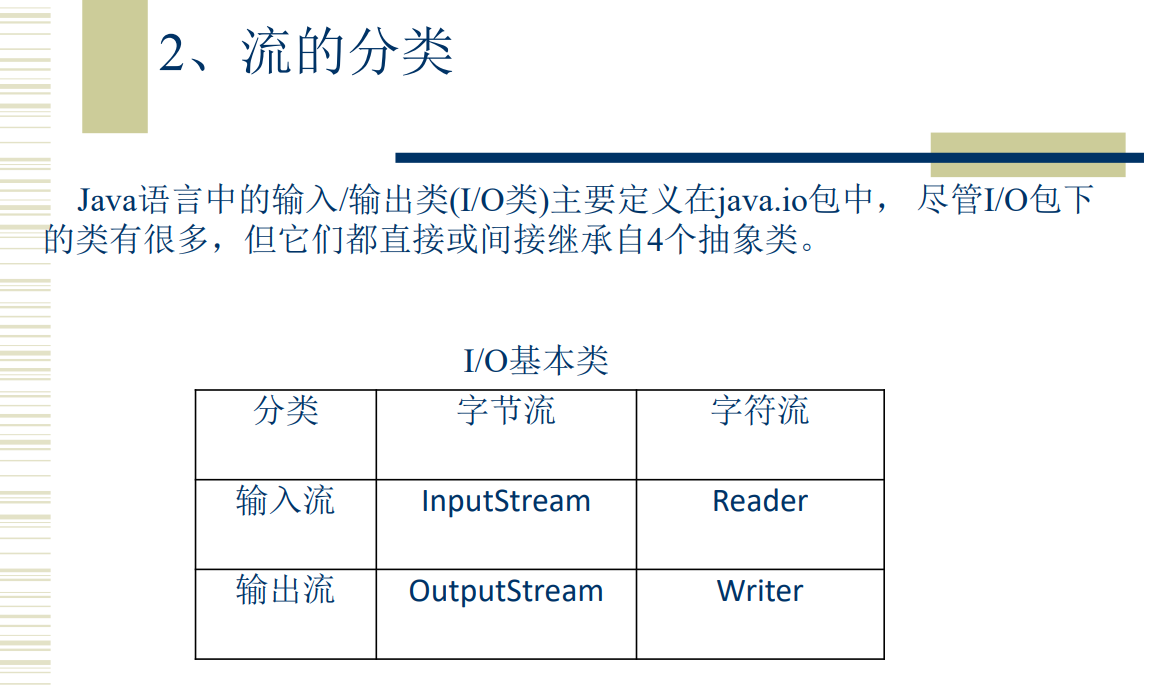 2、流的分类
Java语言中的输入/输出类(I/O类)主要定义在java.io包中， 尽管I/O包下
的类有很多，但它们都直接或间接继承自4个抽象类。
I/O基本类
分类 字节流 字符流
输入流 InputStream Reader
输出流 OutputStream Writer